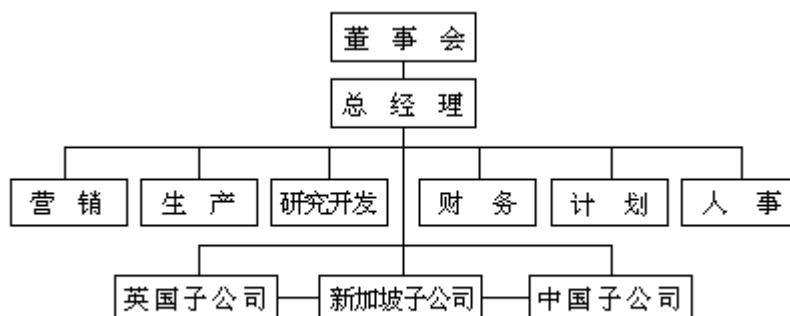 董事会
总经理
营销 生产 研究开发 财务 计划 人事
英国子公司 新加坡子公司 中国子公司